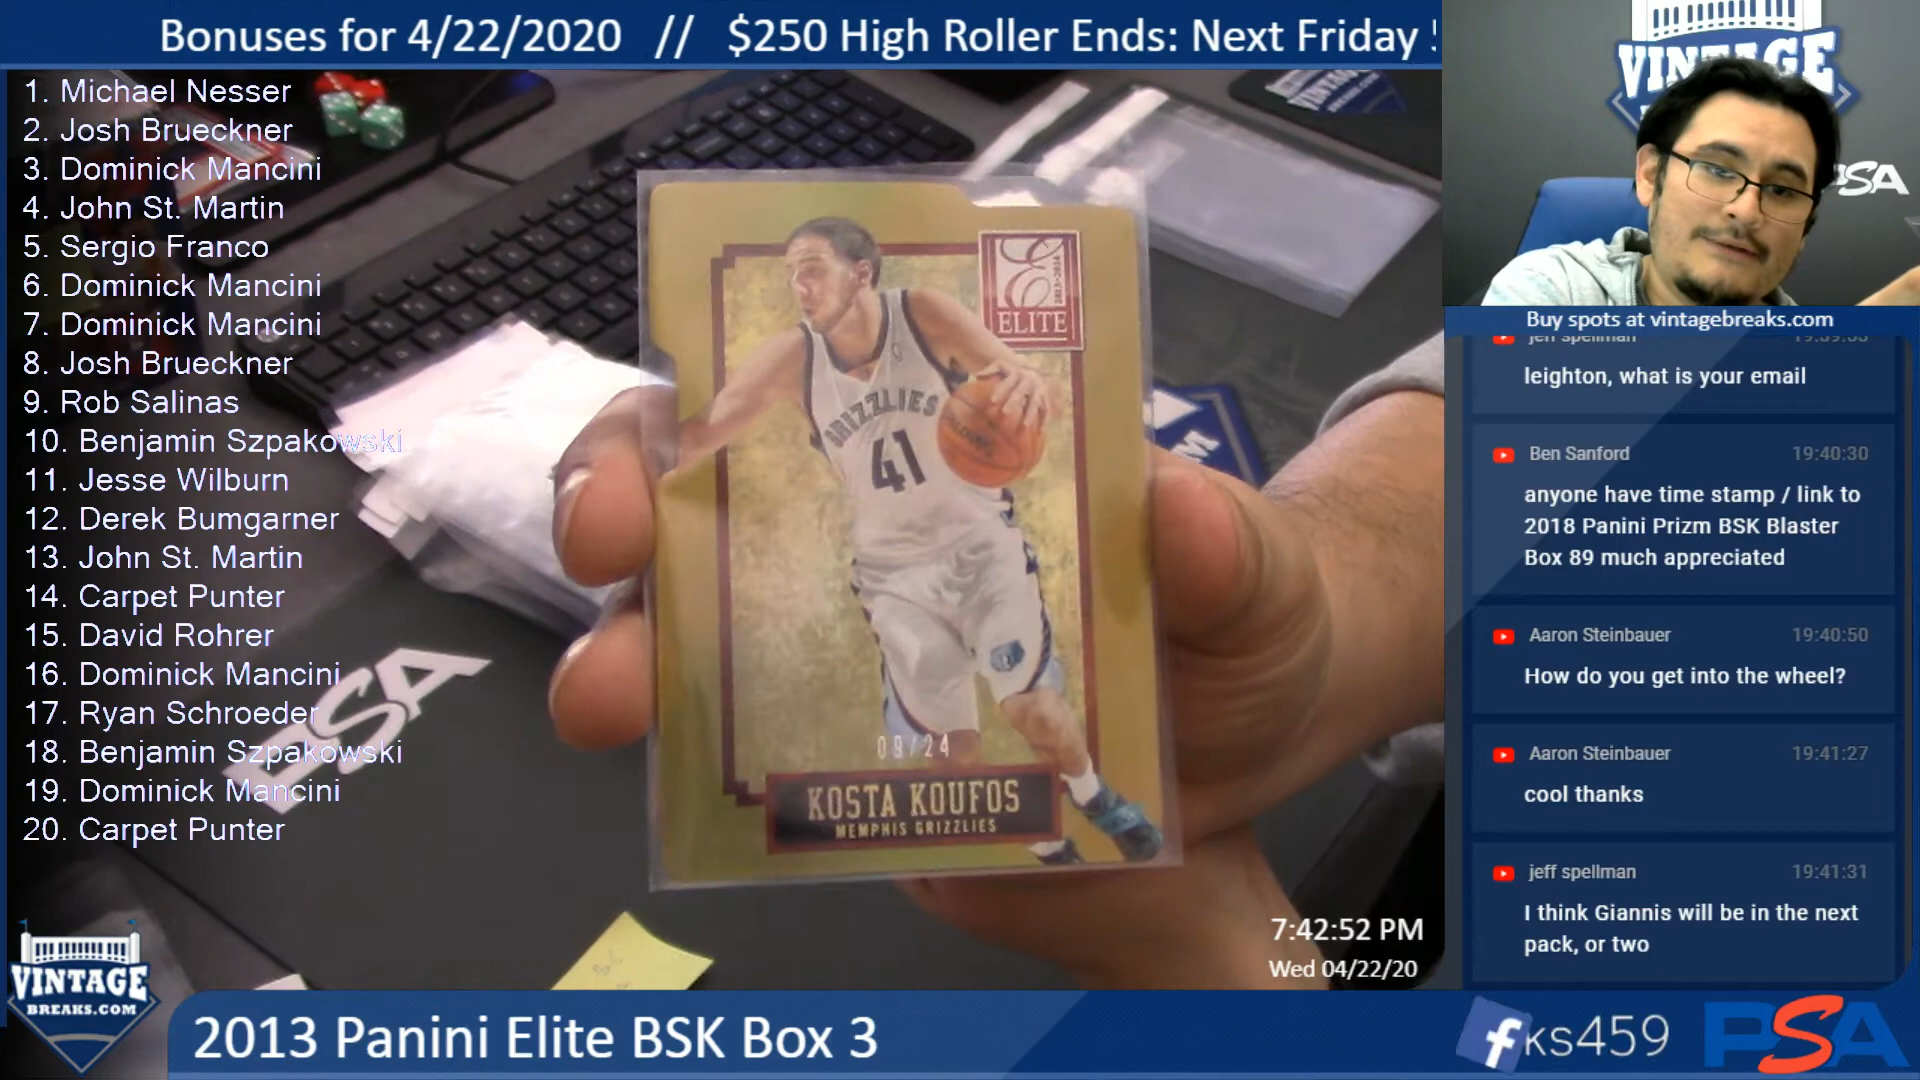 Bonuses for 4/22/2020 // $250 High Roller Ends: Next Friday
1. Michael Nesser
2. Josh Brueckner
3. Dominick Mancini
4. John St. Martin
5. Sergio Franco
6. Dominick Mancini
7. Dominick Mancini
8. Josh Brueckner
9. Rob Salinas
10. Benjamin Szpakowski
11. Jesse Wilburn
12. Derek Bumgarner
13. John St. Martin
14. Carpet Punter
15. David Rohrer
16. Dominick Mancini
17. Ryan Schroeder
18. Benjamin Szpakowski
19. Dominick Mancini
20. Carpet Punter
PSA
E
2013-2014
ELITE
GRIZZLIES
41
KOSTA KOUFOS
MEMPHIS GRIZZLIES
7:42:52 PM
Wed 04/22/20
VINTAGE
PSA
Buy spots at vintagebreaks.com
jeff spellman
leighton, what is your email
Ben Sanford 19:40:30
anyone have time stamp / link to
2018 Panini Prizm BSK Blaster
Box 89 much appreciated
Aaron Steinbauer 19:40:50
How do you get into the wheel?
Aaron Steinbauer 19:41:27
cool thanks
jeff spellman 19:41:31
I think Giannis will be in the next
pack, or two
VINTAGE
BREAKS.COM
2013 Panini Elite BSK Box 3
f ks459
PSA